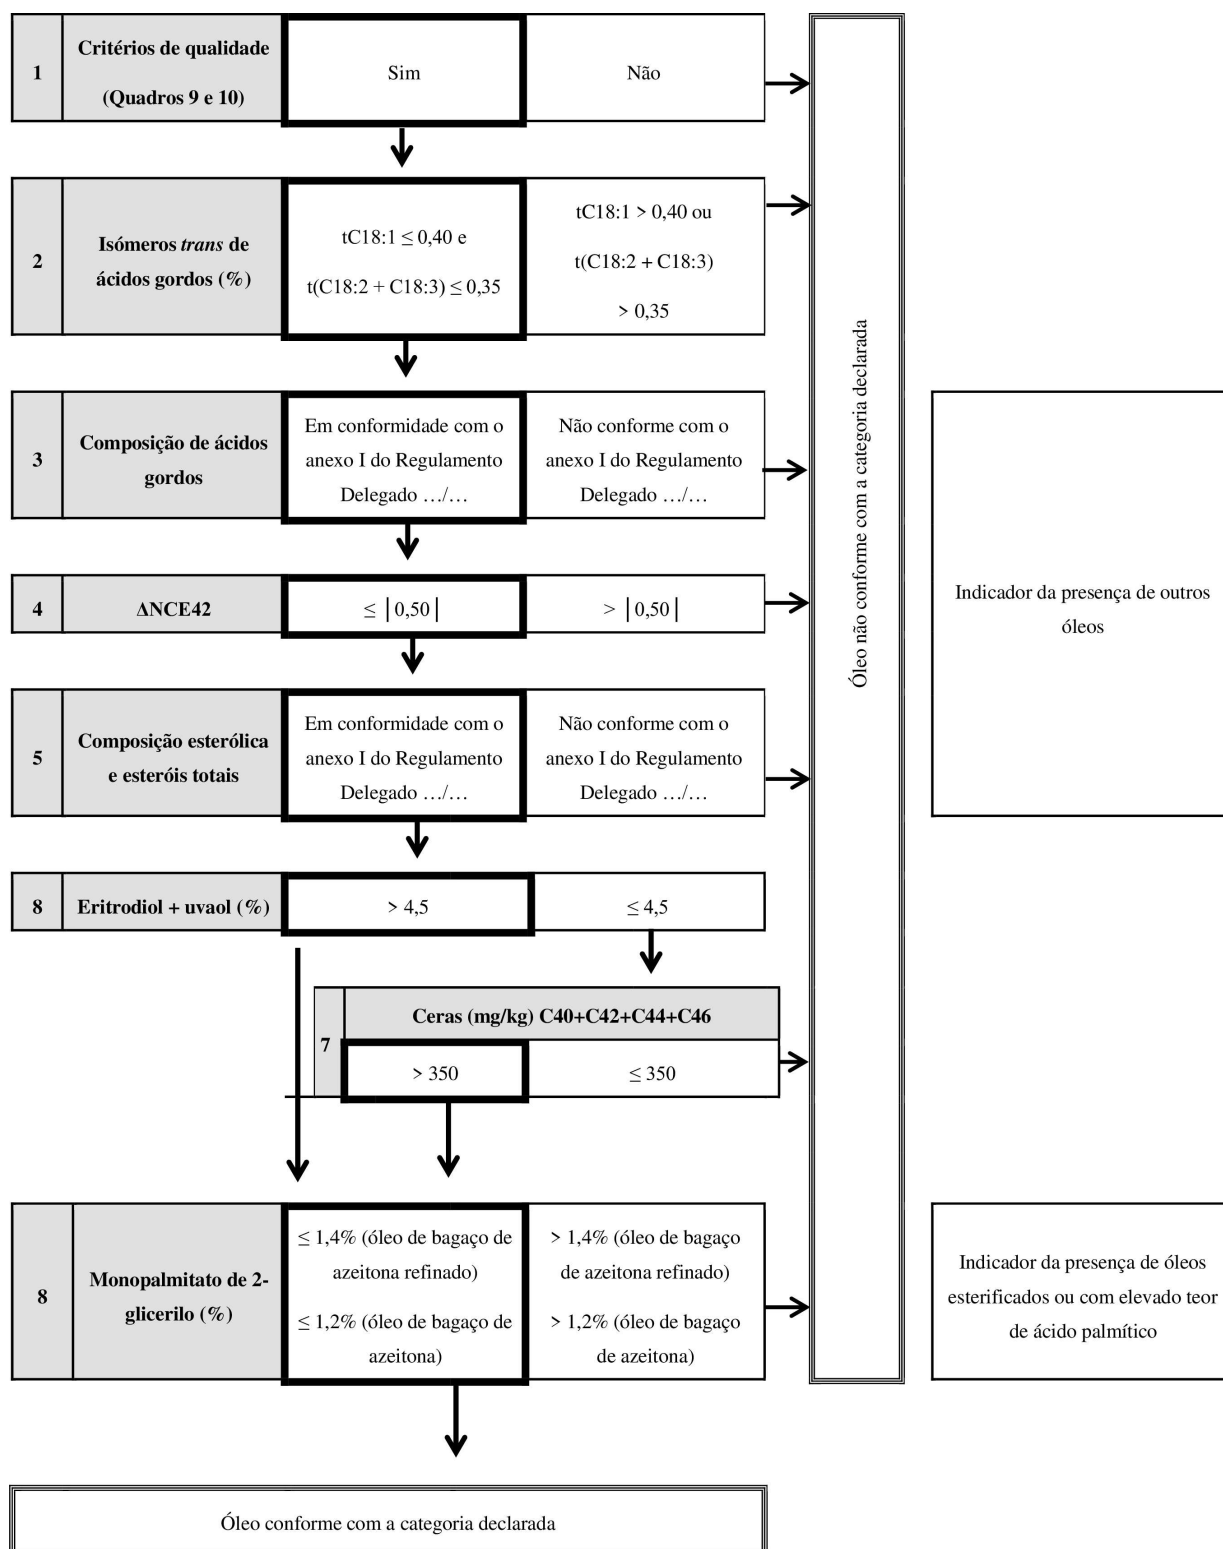 1
Critérios de qualidade
(Quadros 9 e 10)
Sim
Não
2
Isómeros trans de
ácidos gordos (%)
tC18:1 ≤ 0,40 e
t(C18:2 + C18:3) ≤ 0,35
tC18:1 > 0,40 ou
t(C18:2 + C18:3)
> 0,35
3
Composição de ácidos
gordos
Em conformidade com o
anexo I do Regulamento
Delegado …/…
Não conforme com o
anexo I do Regulamento
Delegado …/…
4
ΔNCE42
≤ |0,50|
> |0,50|
5
Composição esterólica
e esteróis totais
Em conformidade com o
anexo I do Regulamento
Delegado …/…
Não conforme com o
anexo I do Regulamento
Delegado …/…
8
Eritrodiol + uvaol (%)
> 4,5
≤ 4,5
7
Ceras (mg/kg) C40+C42+C44+C46
> 350
≤ 350
8
Monopalmitato de 2-
glicerilo (%)
≤ 1,4% (óleo de bagaço de
azeitona refinado)
≤ 1,2% (óleo de bagaço de
azeitona)
> 1,4% (óleo de bagaço
de azeitona refinado)
> 1,2% (óleo de bagaço
de azeitona)
Óleo não conforme com a categoria declarada
Indicador da presença de outros
óleos
Indicador da presença de óleos
esterificados ou com elevado teor
de ácido palmítico
Óleo conforme com a categoria declarada